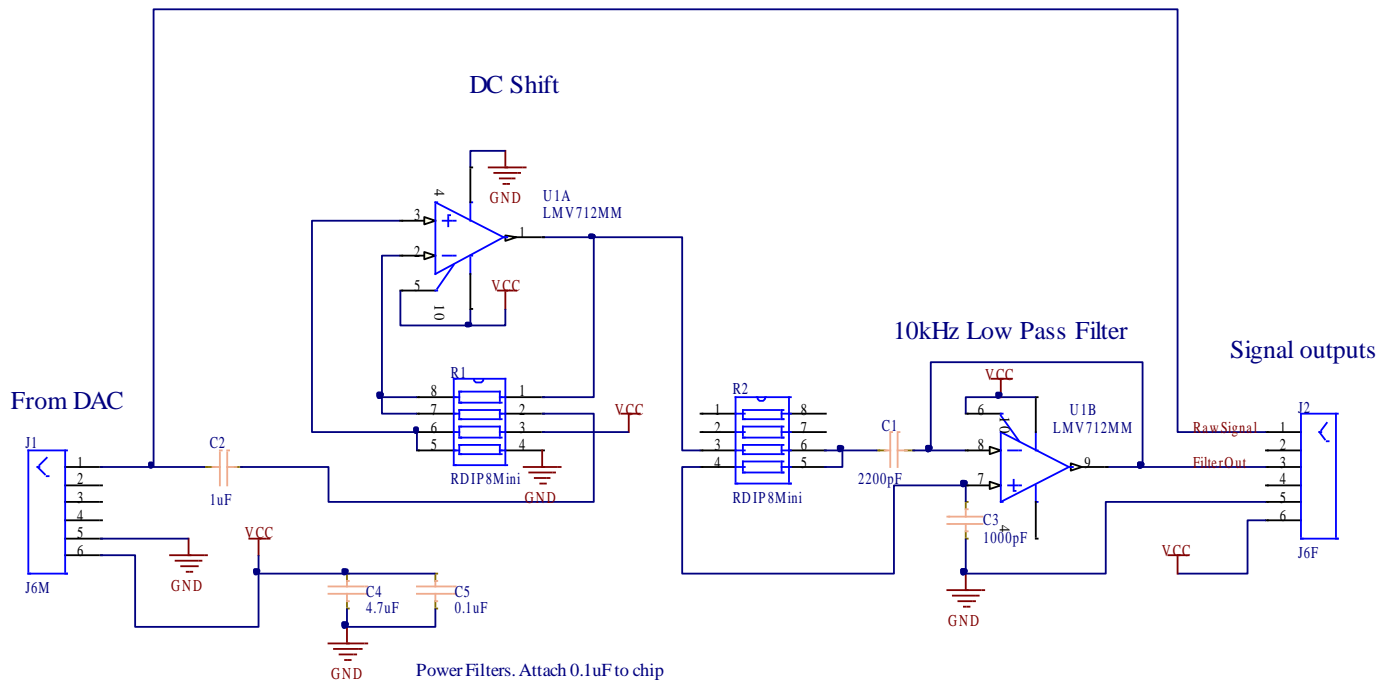 DC Shift
GND
4
U1A
LMV712MM
3
1
2
5
VCC
10
10kHz Low Pass Filter
Signal outputs
From DAC
R1
8 1
7 2
6 3
5 4
VCC
RDIP8Mini
GND
R2
1 8
2 7
3 6
4 5
RDIP8Mini
C1
2200pF
VCC
6
10
U1B
LMV712MM
8
9
7
4
C3
1000pF
GND
J2
RawSignal 1
2
FilterOut 3
4
5
6
J6F
VCC
J1
1
2
3
4
5
6
J6M
C2
1uF
GND
VCC
C4
4.7uF
C5
0.1uF
GND
Power Filters. Attach 0.1uF to chip